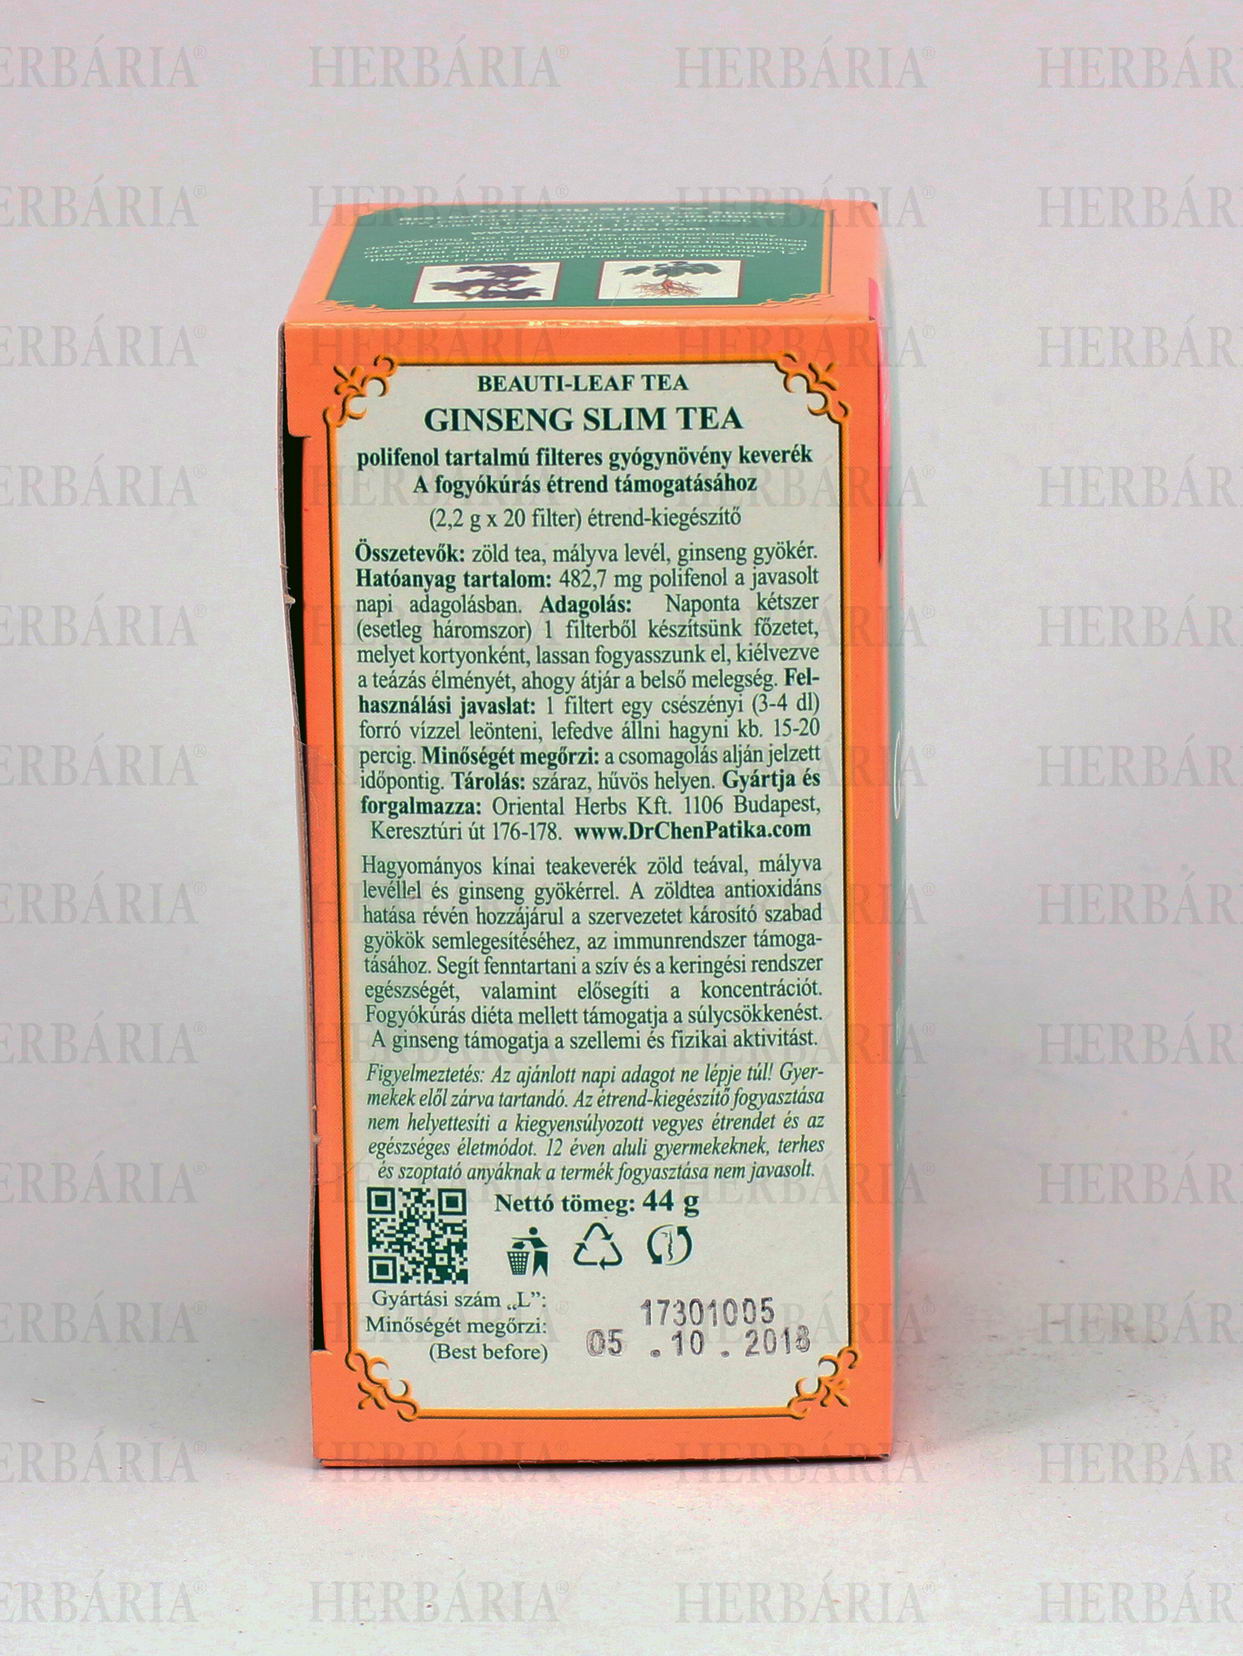 BEAUTI-LEAF TEA
GINSENG SLIM TEA
polifenol tartalmú filteres gyógynövény keverék
A fogyókúrás étrend támogatásához
(2,2 g x 20 filter) étrend-kiegészítő
Összetevők: zöld tea, mályva levél, ginseng gyökér.
Hatóanyag tartalom: 482,7 mg polifenol a javasolt
napi adagolásban. Adagolás: Naponta kétszer
(esetleg háromszor) 1 filterből készítsünk főzetet,
melyet kortyonként, lassan fogyasszunk el, kiélvezve
a teázás élményét, ahogy átjár a belső melegség. Fel-
használási javaslat: 1 filtert egy csészényi (3-4 dl)
forró vízzel leönteni, lefedve állni hagyni kb. 15-20
percig. Minőségét megőrzi: a csomagolás alján jelzett
időpontig. Tárolás: száraz, hűvös helyen. Gyártja és
forgalmazza: Oriental Herbs Kft. 1106 Budapest,
Keresztúri út 176-178. www.DrChenPatika.com
Hagyományos kínai teakeverék zöld teával, mályva
levéllel és ginseng gyökérrel. A zöldtea antioxidáns
hatása révén hozzájárul a szervezetet károsító szabad
gyökök semlegesítéséhez, az immunrendszer támoga-
tásához. Segít fenntartani a szív és a keringési rendszer
egészségét, valamint elősegíti a koncentrációt.
Fogyókúrás diéta mellett támogatja a súlycsökkenést.
A ginseng támogatja a szellemi és fizikai aktivitást.
Figyelmeztetés: Az ajánlott napi adagot ne lépje túl! Gyer-
mekek elől zárva tartandó. Az étrend-kiegészítő fogyasztása
nem helyettesíti a kiegyensúlyozott vegyes étrendet és az
egészséges életmódot. 12 éven aluli gyermekeknek, terhes
és szoptató anyáknak a termék fogyasztása nem javasolt.
Nettó tömeg: 44 g
Gyártási szám „L”: 17301005
Minőségét megőrzi: 05 .10 . 2018
(Best before)
HERBÁRIA®